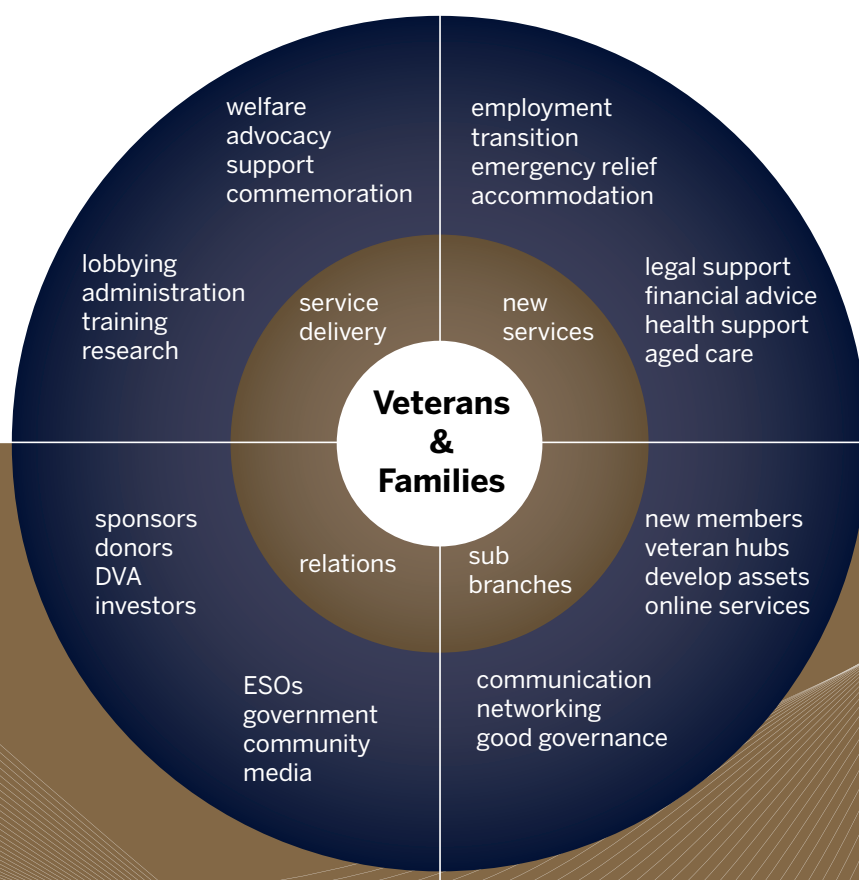 welfare
advocacy
support
commemoration
employment
transition
emergency relief
accommodation
lobbying
administration
training
research
legal support
financial advice
health support
aged care
service
delivery
new
services
Veterans
&
Families
relations
sub
branches
sponsors
donors
DVA
investors
new members
veteran hubs
develop assets
online services
ESOs
government
community
media
communication
networking
good governance